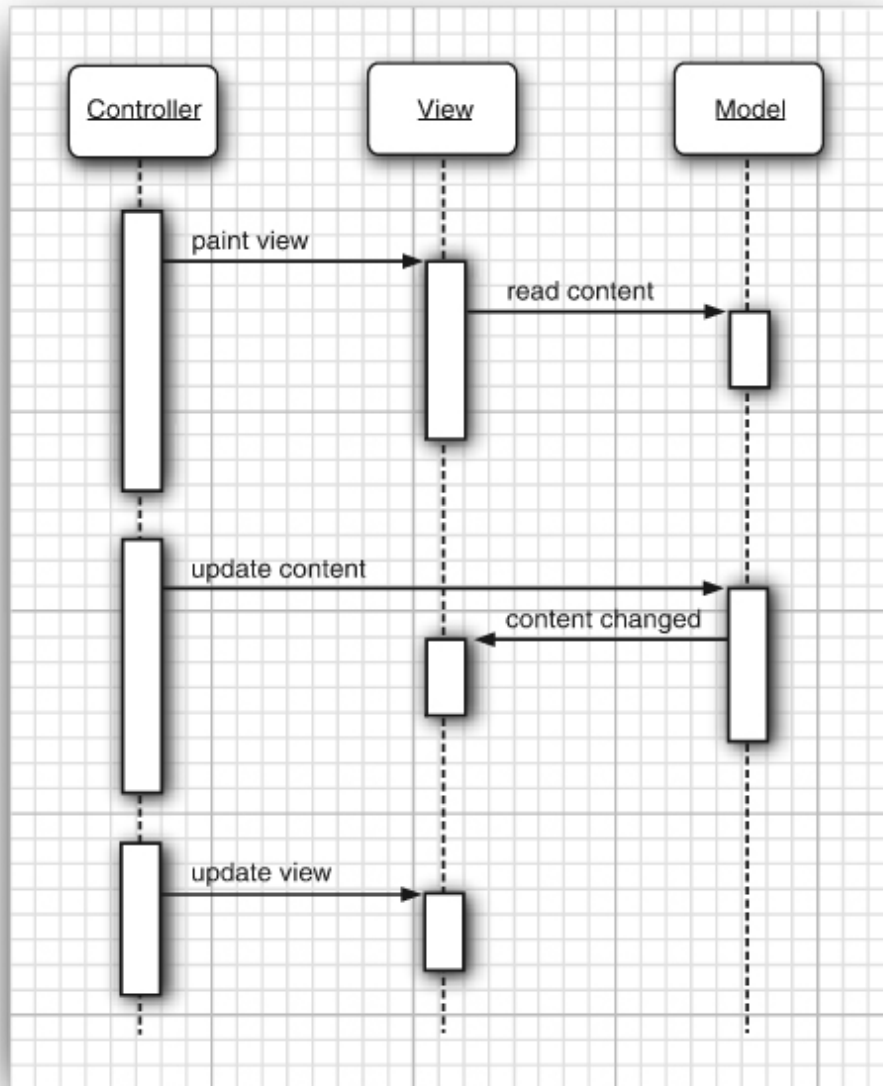 Controller
View
Model
paint view
read content
update content
content changed
update view